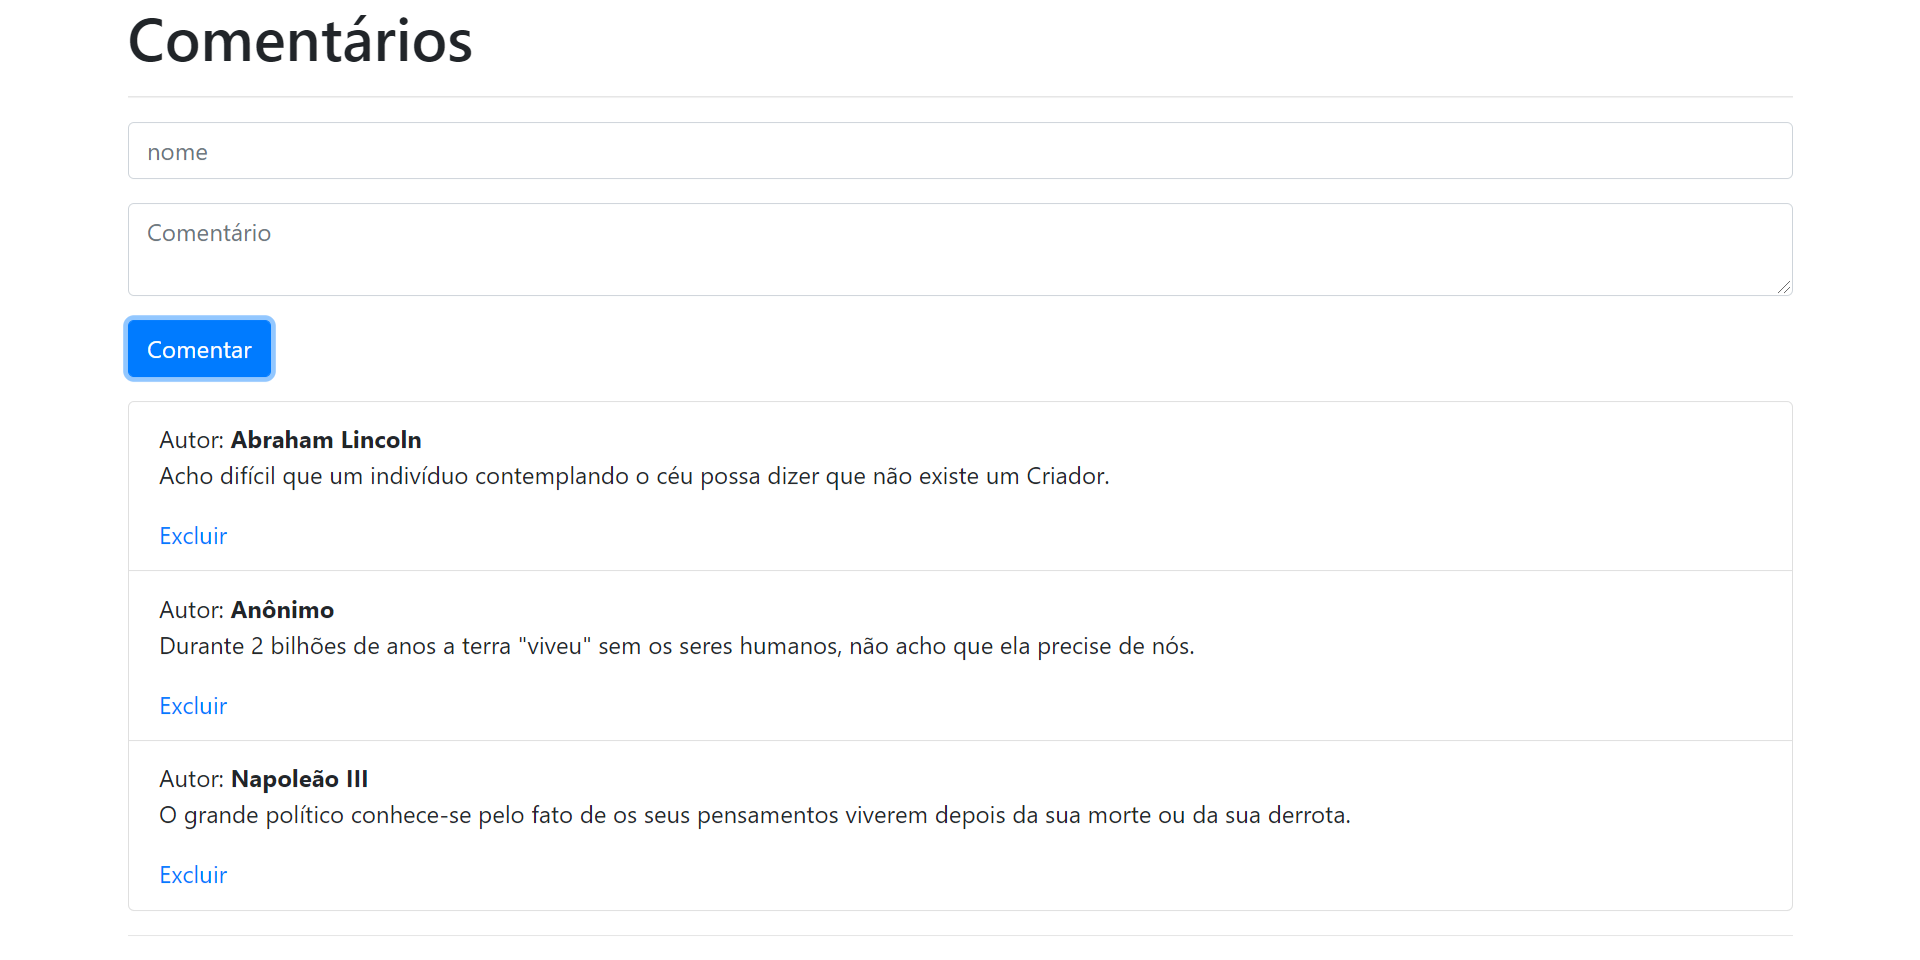 Comentários
nome
Comentário
Comentar
Autor: Abraham Lincoln
Acho difícil que um indivíduo contemplando o céu possa dizer que não existe um Criador.
Excluir
Autor: Anônimo
Durante 2 bilhões de anos a terra "viveu" sem os seres humanos, não acho que ela precise de nós.
Excluir
Autor: Napoleão III
O grande político conhece-se pelo fato de os seus pensamentos viverem depois da sua morte ou da sua derrota.
Excluir